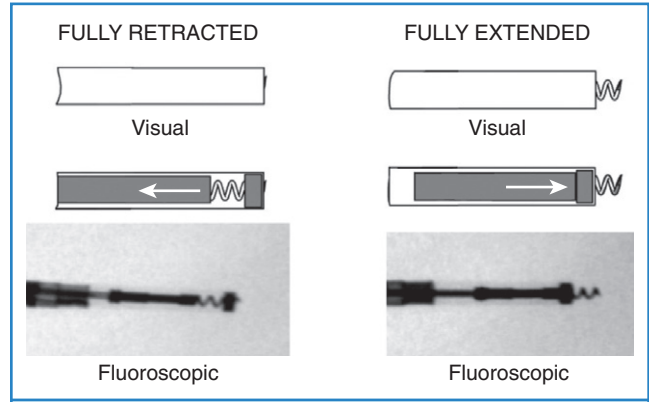 FULLY RETRACTED
FULLY EXTENDED
Visual
Visual
Fluoroscopic
Fluoroscopic